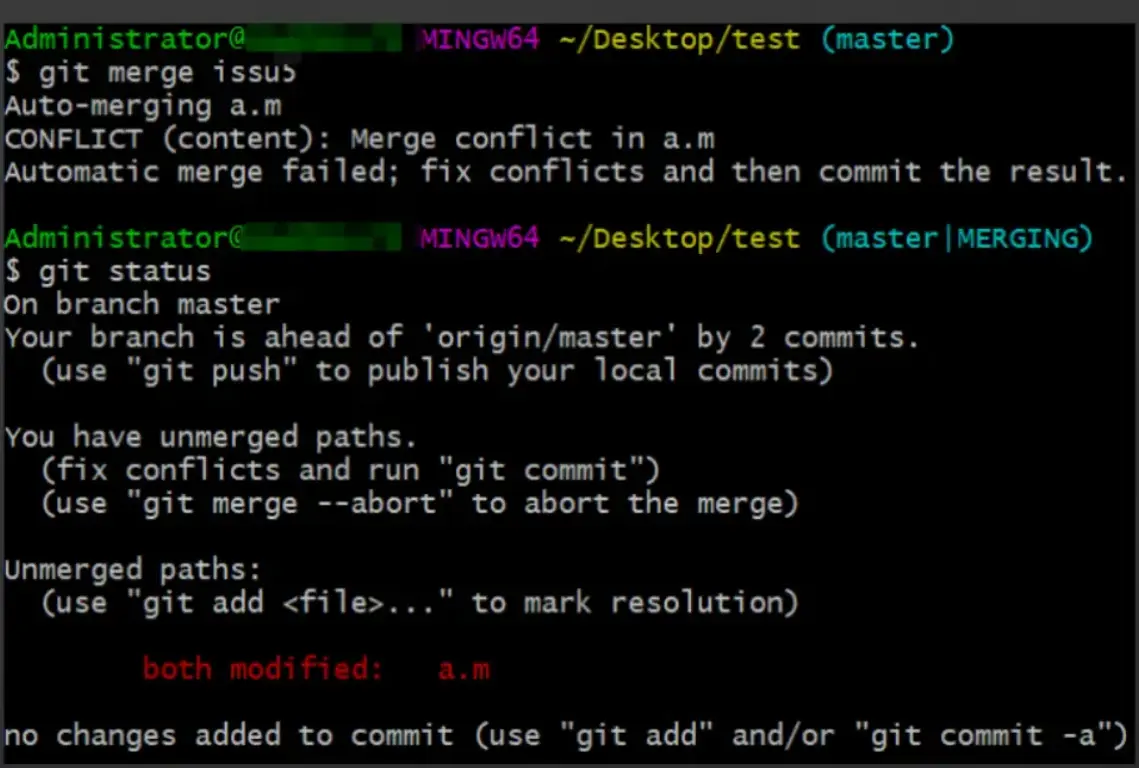 Administrator@ MINGW64 ~/Desktop/test (master)
$ git merge issu5
Auto-merging a.m
CONFLICT (content): Merge conflict in a.m
Automatic merge failed; fix conflicts and then commit the result.
Administrator@ MINGW64 ~/Desktop/test (master|MERGING)
$ git status
On branch master
Your branch is ahead of 'origin/master' by 2 commits.
(use "git push" to publish your local commits)
You have unmerged paths.
(fix conflicts and run "git commit")
(use "git merge --abort" to abort the merge)
Unmerged paths:
(use "git add <file>..." to mark resolution)
both modified: a.m
no changes added to commit (use "git add" and/or "git commit -a")